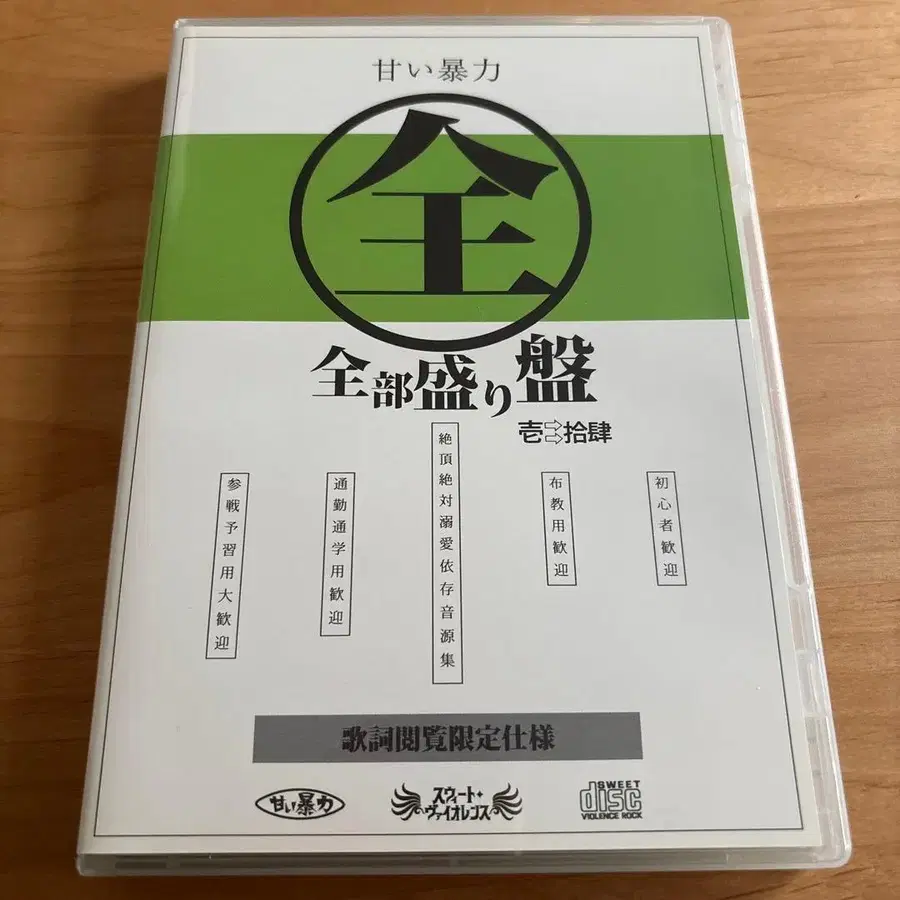 甘い暴力
全
全部盛り盤
壱⇨⇨拾肆
初心者歓迎
布教用歓迎
絶頂絶対溺愛依存音源集
通勤通学用歓迎
参戦予習用大歓迎
歌詞閲覧限定仕様
甘い暴力
スウィート・
ヴァイオレンス
SWEET
disc
VIOLENCE ROCK